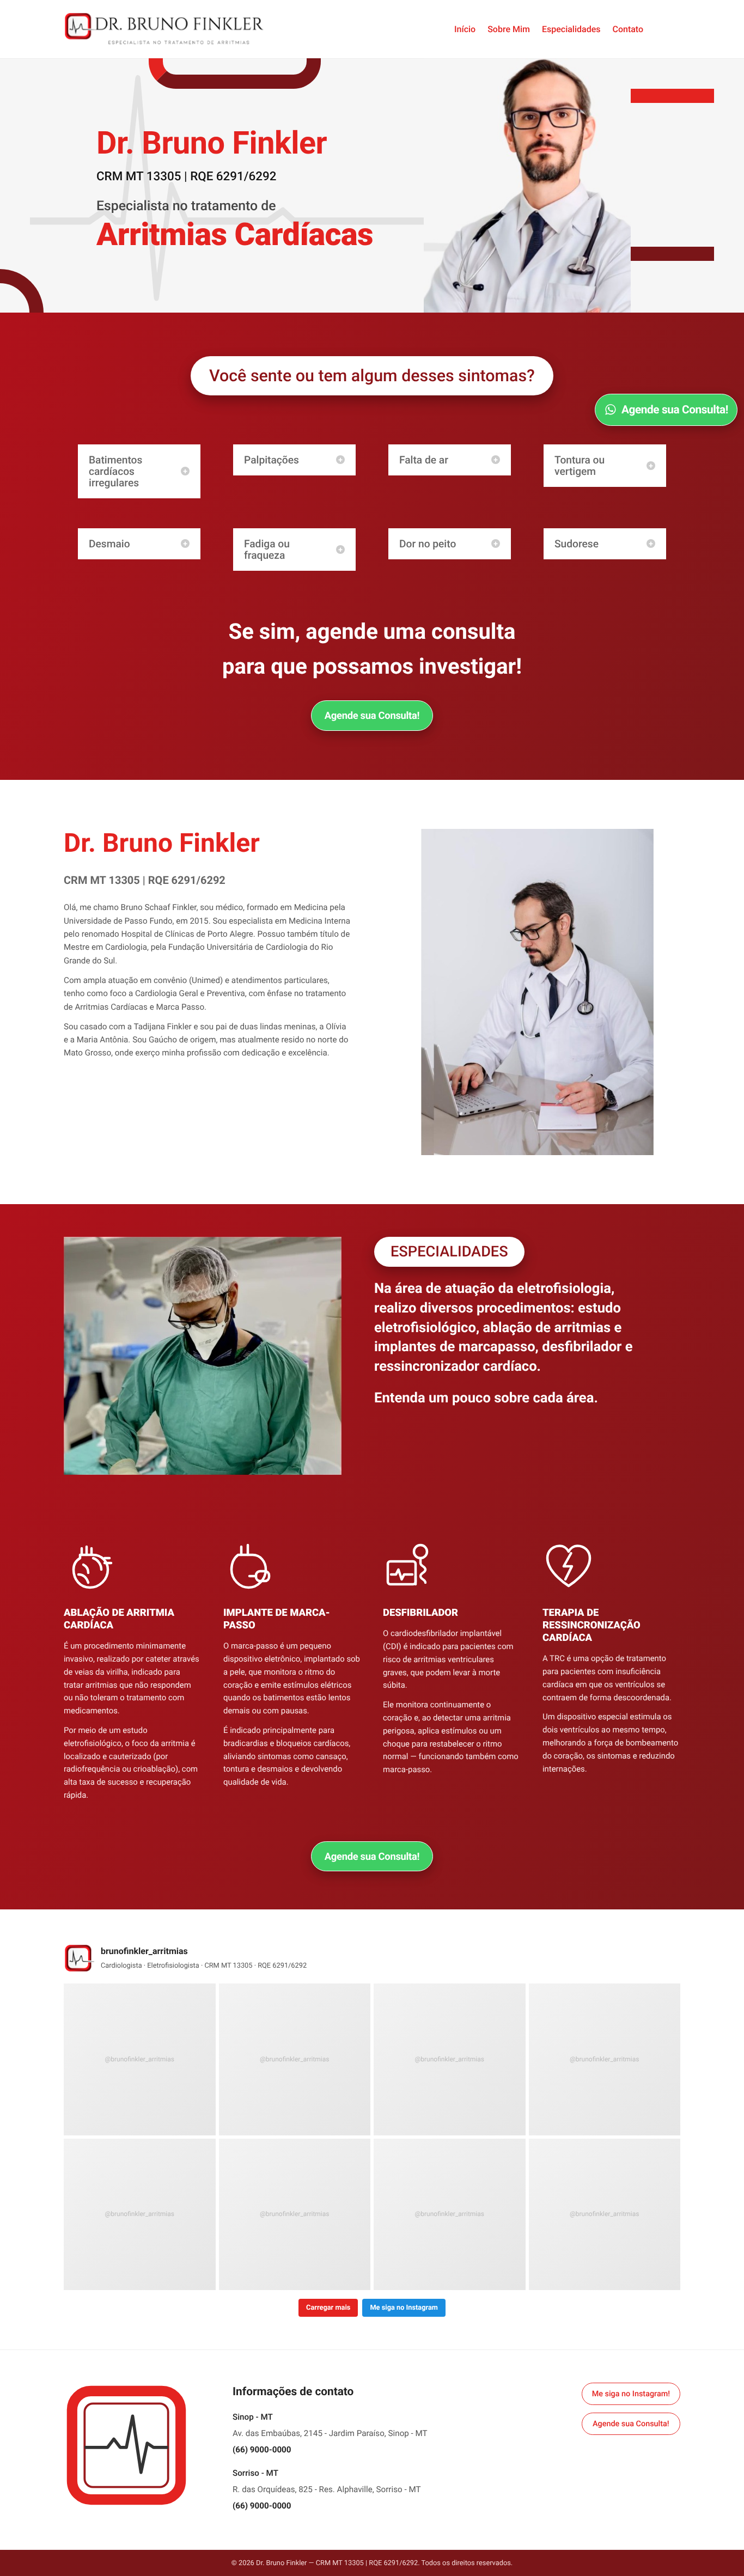 DR. BRUNO FINKLER
ESPECIALISTA NO TRATAMENTO DE ARRITMIAS
Início
Sobre Mim
Especialidades
Contato
Dr. Bruno Finkler
CRM MT 13305 | RQE 6291/6292
Especialista no tratamento de
Arritmias Cardíacas
Você sente ou tem algum desses sintomas?
Agende sua Consulta!
Batimentos
cardíacos
irregulares
Palpitações
Falta de ar
Tontura ou
vertigem
Desmaio
Fadiga ou
fraqueza
Dor no peito
Sudorese
Se sim, agende uma consulta
para que possamos investigar!
Agende sua Consulta!
Dr. Bruno Finkler
CRM MT 13305 | RQE 6291/6292
Olá, me chamo Bruno Schaaf Finkler, sou médico, formado em Medicina pela
Universidade de Passo Fundo, em 2015. Sou especialista em Medicina Interna
pelo renomado Hospital de Clínicas de Porto Alegre. Possuo também título de
Mestre em Cardiologia, pela Fundação Universitária de Cardiologia do Rio
Grande do Sul.
Com ampla atuação em convênio (Unimed) e atendimentos particulares,
tenho como foco a Cardiologia Geral e Preventiva, com ênfase no tratamento
de Arritmias Cardíacas e Marca Passo.
Sou casado com a Tadijana Finkler e sou pai de duas lindas meninas, a Olívia
e a Maria Antônia. Sou Gaúcho de origem, mas atualmente resido no norte do
Mato Grosso, onde exerço minha profissão com dedicação e excelência.
ESPECIALIDADES
Na área de atuação da eletrofisiologia,
realizo diversos procedimentos: estudo
eletrofisiológico, ablação de arritmias e
implantes de marcapasso, desfibrilador e
ressincronizador cardíaco.
Entenda um pouco sobre cada área.
ABLAÇÃO DE ARRITMIA
CARDÍACA
É um procedimento minimamente
invasivo, realizado por cateter através
de veias da virilha, indicado para
tratar arritmias que não respondem
ou não toleram o tratamento com
medicamentos.
Por meio de um estudo
eletrofisiológico, o foco da arritmia é
localizado e cauterizado (por
radiofrequência ou crioablação), com
alta taxa de sucesso e recuperação
rápida.
IMPLANTE DE MARCA-
PASSO
O marca-passo é um pequeno
dispositivo eletrônico, implantado sob
a pele, que monitora o ritmo do
coração e emite estímulos elétricos
quando os batimentos estão lentos
demais ou com pausas.
É indicado principalmente para
bradicardias e bloqueios cardíacos,
aliviando sintomas como cansaço,
tontura e desmaios e devolvendo
qualidade de vida.
DESFIBRILADOR
O cardiodesfibrilador implantável
(CDI) é indicado para pacientes com
risco de arritmias ventriculares
graves, que podem levar à morte
súbita.
Ele monitora continuamente o
coração e, ao detectar uma arritmia
perigosa, aplica estímulos ou um
choque para restabelecer o ritmo
normal — funcionando também como
marca-passo.
TERAPIA DE
RESSINCRONIZAÇÃO
CARDÍACA
A TRC é uma opção de tratamento
para pacientes com insuficiência
cardíaca em que os ventrículos se
contraem de forma descoordenada.
Um dispositivo especial estimula os
dois ventrículos ao mesmo tempo,
melhorando a força de bombeamento
do coração, os sintomas e reduzindo
internações.
Agende sua Consulta!
brunofinkler_arritmias
Cardiologista · Eletrofisiologista · CRM MT 13305 · RQE 6291/6292
@brunofinkler_arritmias
@brunofinkler_arritmias
@brunofinkler_arritmias
@brunofinkler_arritmias
@brunofinkler_arritmias
@brunofinkler_arritmias
@brunofinkler_arritmias
@brunofinkler_arritmias
Carregar mais
Me siga no Instagram
Informações de contato
Sinop - MT
Av. das Embaúbas, 2145 - Jardim Paraíso, Sinop - MT
(66) 9000-0000
Sorriso - MT
R. das Orquídeas, 825 - Res. Alphaville, Sorriso - MT
(66) 9000-0000
Me siga no Instagram!
Agende sua Consulta!
© 2026 Dr. Bruno Finkler — CRM MT 13305 | RQE 6291/6292. Todos os direitos reservados.